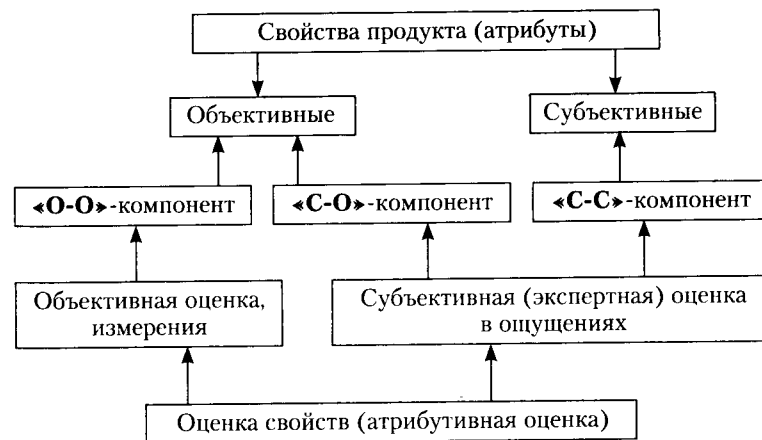 Свойства продукта (атрибуты)
Объективные
Субъективные
«О-О»-компонент
«С-О»-компонент
«С-С»-компонент
Объективная оценка,
измерения
Субъективная (экспертная) оценка
в ощущениях
Оценка свойств (атрибутивная оценка)